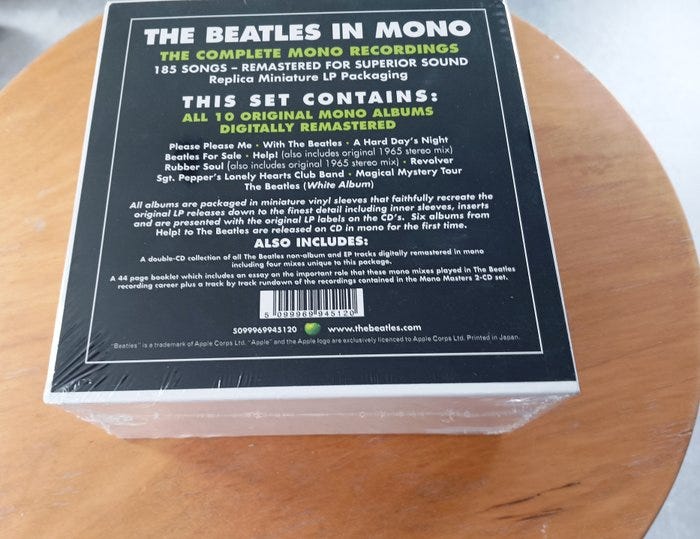 THE BEATLES IN MONO
THE COMPLETE MONO RECORDINGS
185 SONGS – REMASTERED FOR SUPERIOR SOUND
Replica Miniature LP Packaging
THIS SET CONTAINS:
ALL 10 ORIGINAL MONO ALBUMS
DIGITALLY REMASTERED
Please Please Me • With The Beatles • A Hard Day's Night
Beatles For Sale • Help! (also includes original 1965 stereo mix)
Rubber Soul (also includes original 1965 stereo mix) • Revolver
Sgt. Pepper's Lonely Hearts Club Band • Magical Mystery Tour
The Beatles (White Album)
All albums are packaged in miniature vinyl sleeves that faithfully recreate the
original LP releases down to the finest detail including inner sleeves, inserts
and are presented with the original LP labels on the CD's. Six albums from
Help! to The Beatles are released on CD in mono for the first time.
ALSO INCLUDES:
A double-CD collection of all The Beatles non-album and EP tracks digitally remastered in mono
including four mixes unique to this package.
A 44 page booklet which includes an essay on the important role that these mono mixes played in The Beatles
recording career plus a track by track rundown of the recordings contained in the Mono Masters 2-CD set.
5 099969 945120
5099969945120 www.thebeatles.com
"Beatles" is a trademark of Apple Corps Ltd. "Apple" and the Apple logo are exclusively licenced to Apple Corps Ltd. Printed in Japan.